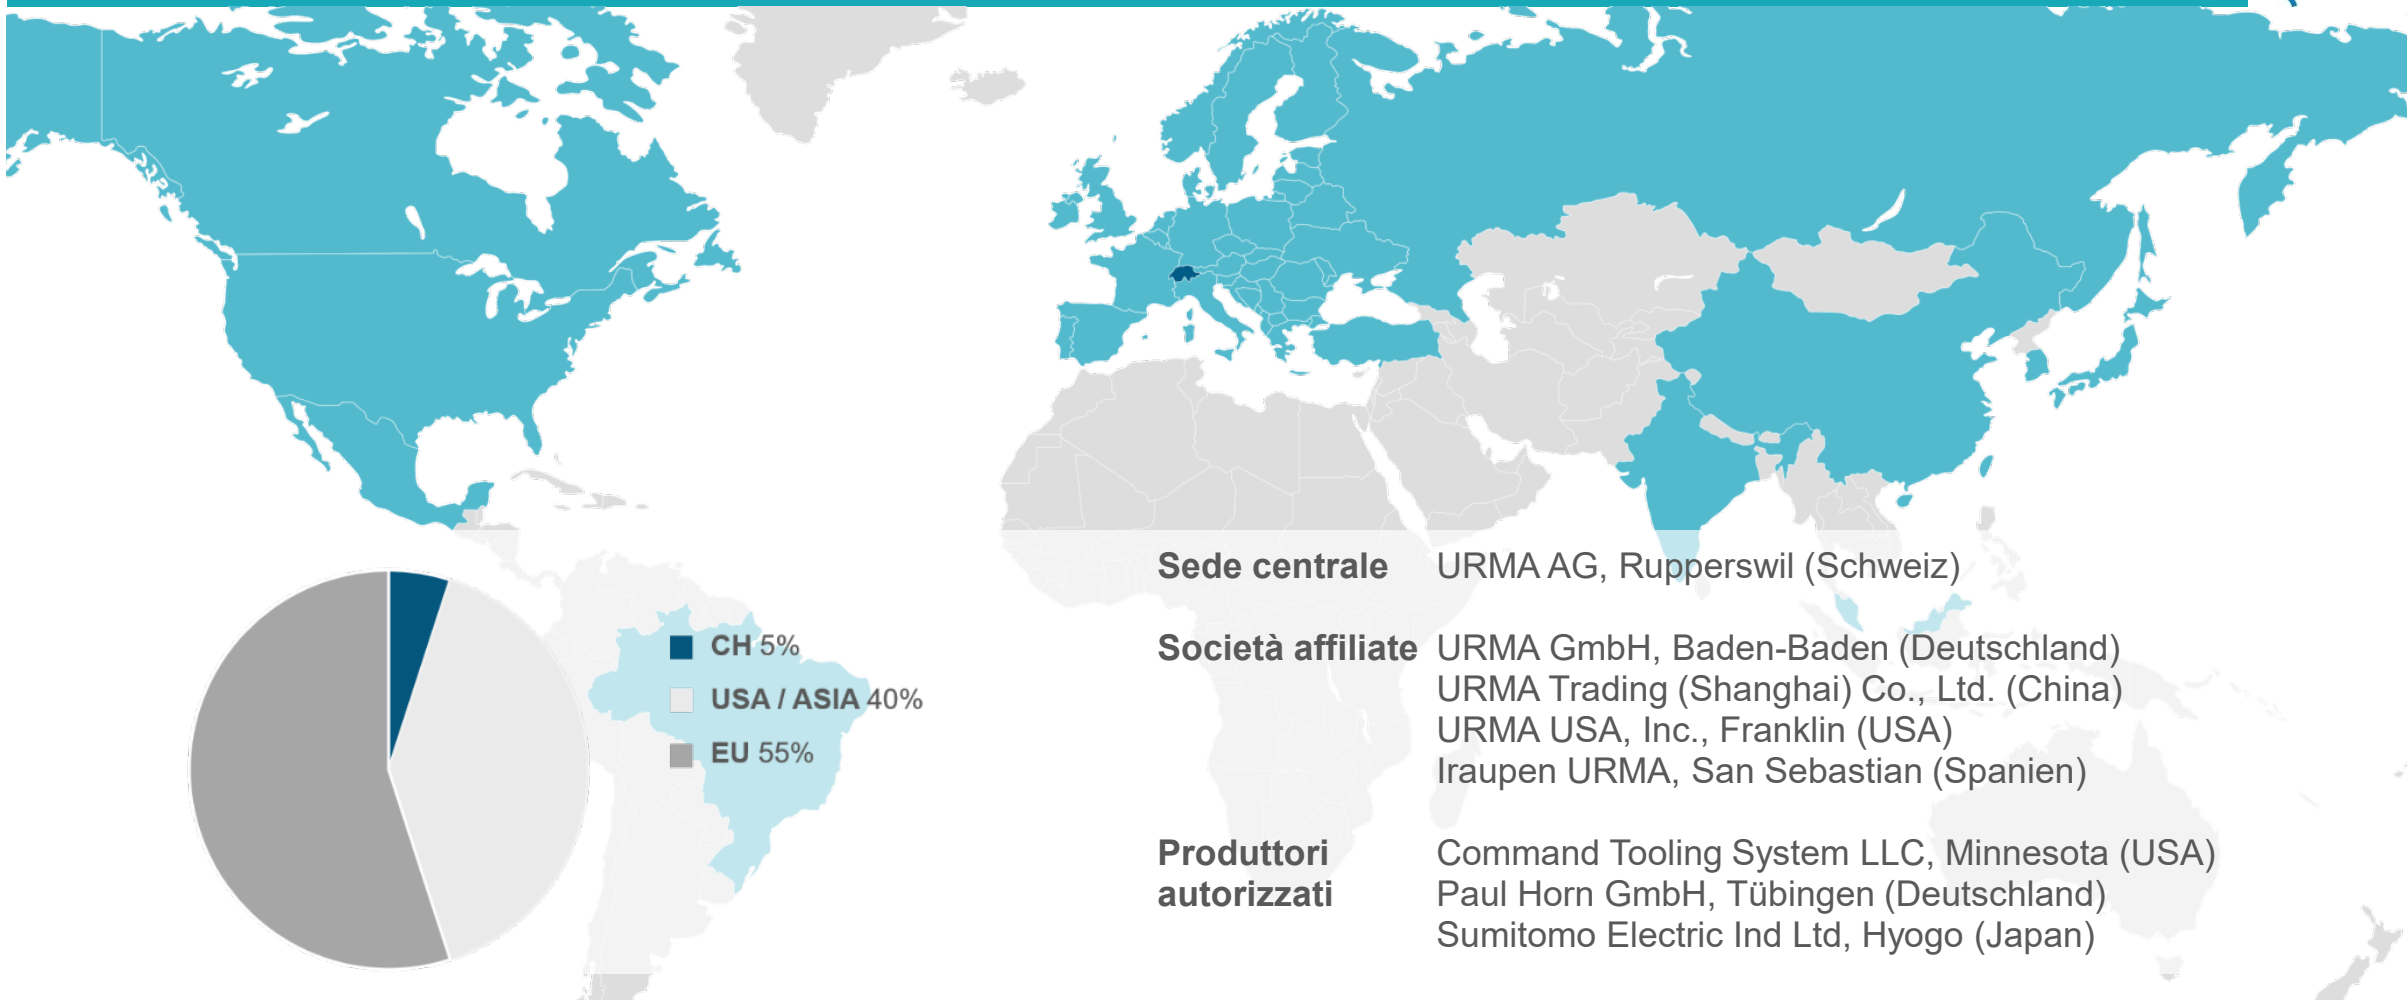 CH 5%
USA / ASIA 40%
EU 55%
Sede centrale URMA AG, Rupperswil (Schweiz)
Società affiliate URMA GmbH, Baden-Baden (Deutschland)
URMA Trading (Shanghai) Co., Ltd. (China)
URMA USA, Inc., Franklin (USA)
Iraupen URMA, San Sebastian (Spanien)
Produttori Command Tooling System LLC, Minnesota (USA)
autorizzati Paul Horn GmbH, Tübingen (Deutschland)
Sumitomo Electric Ind Ltd, Hyogo (Japan)